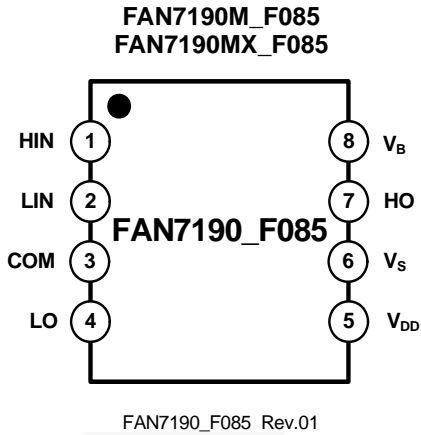 FAN7190M_F085
FAN7190MX_F085
HIN 1 8 VB
LIN 2 7 HO
FAN7190_F085
COM 3 6 VS
LO 4 5 VDD
FAN7190_F085 Rev.01